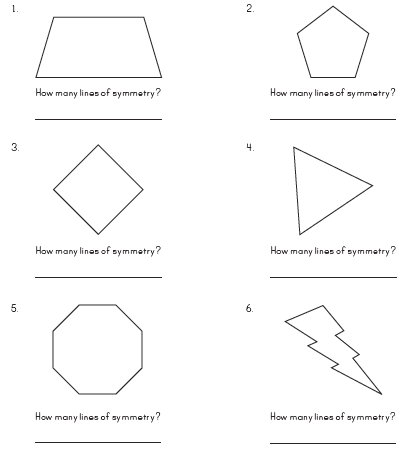 1.
2.
How many lines of symmetry?
How many lines of symmetry?
3.
4.
How many lines of symmetry?
How many lines of symmetry?
5.
6.
How many lines of symmetry?
How many lines of symmetry?